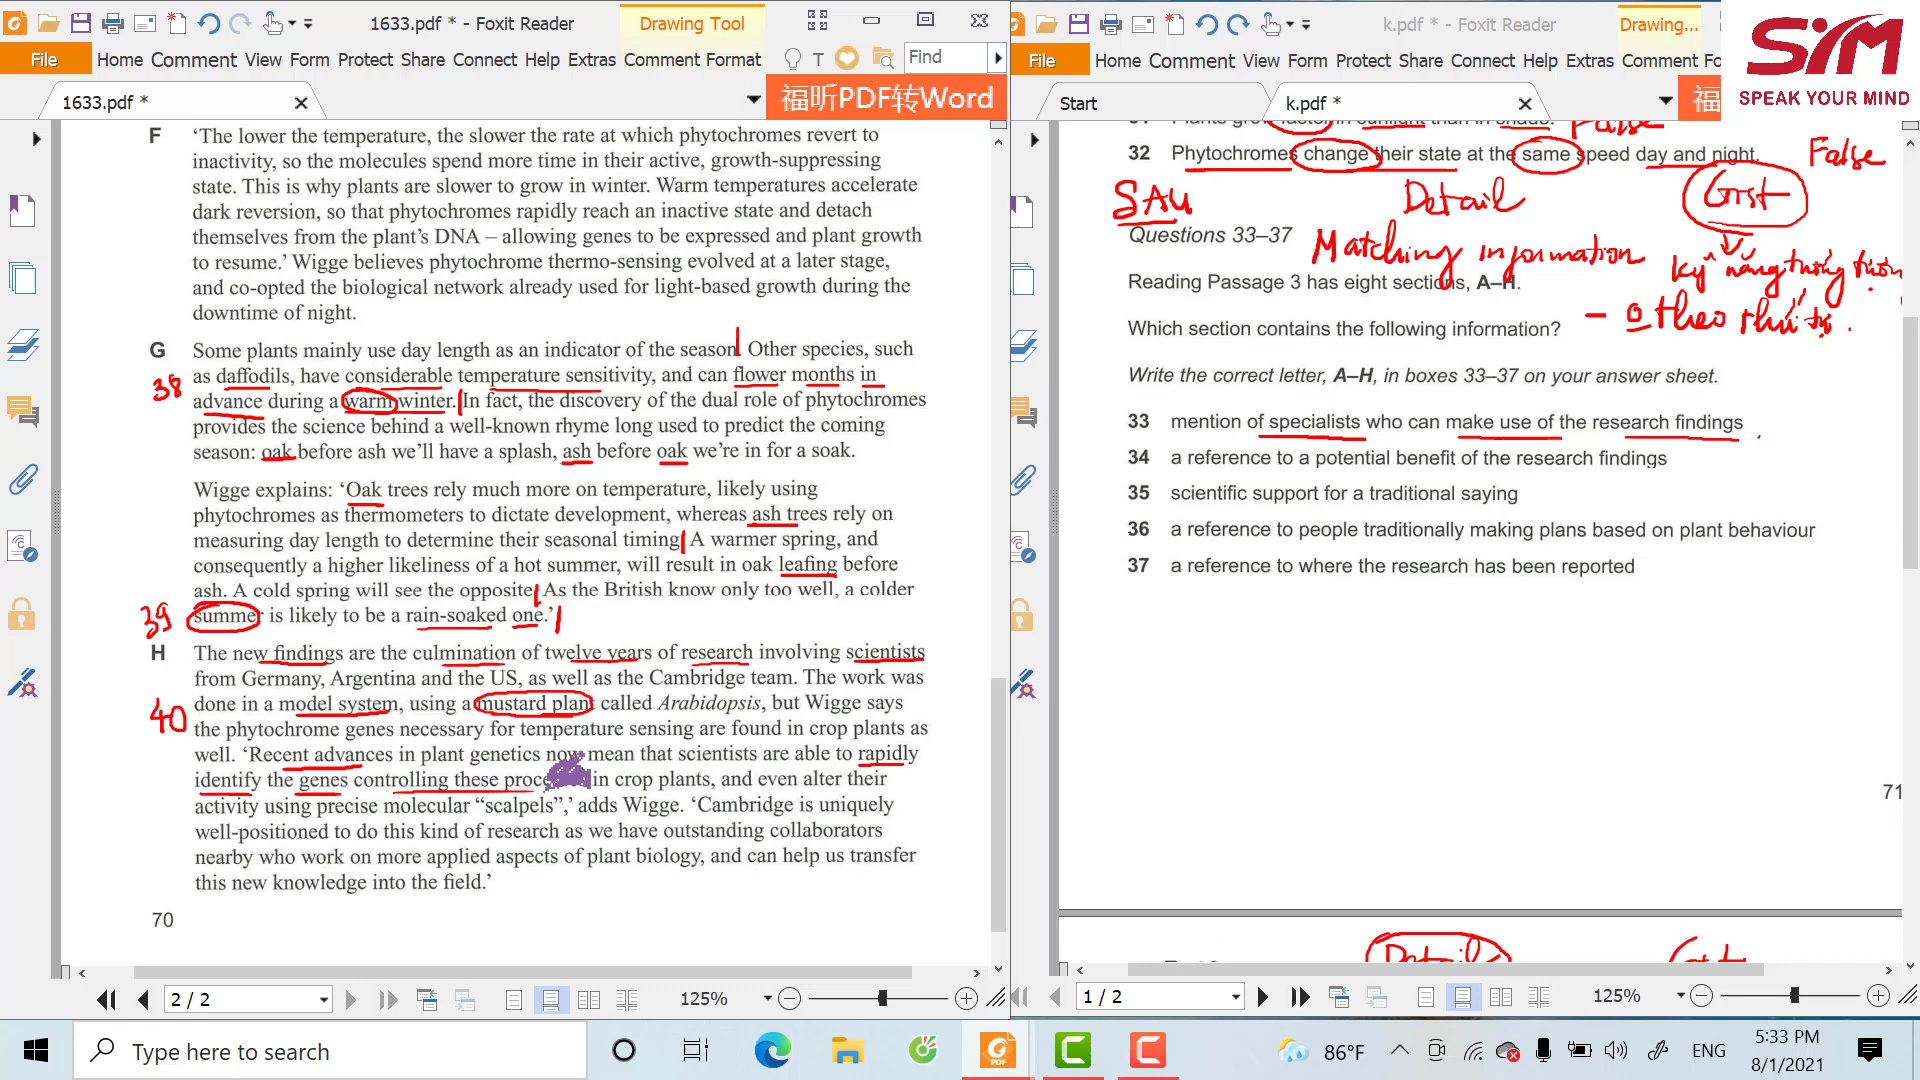 1633.pdf * - Foxit Reader
Drawing Tool
File
Home Comment View Form Protect Share Connect Help Extras Comment Format
Find
1633.pdf *
福昕PDF转Word
F 'The lower the temperature, the slower the rate at which phytochromes revert to
inactivity, so the molecules spend more time in their active, growth-suppressing
state. This is why plants are slower to grow in winter. Warm temperatures accelerate
dark reversion, so that phytochromes rapidly reach an inactive state and detach
themselves from the plant's DNA – allowing genes to be expressed and plant growth
to resume.' Wigge believes phytochrome thermo-sensing evolved at a later stage,
and co-opted the biological network already used for light-based growth during the
downtime of night.
G Some plants mainly use day length as an indicator of the season. Other species, such
38
as daffodils, have considerable temperature sensitivity, and can flower months in
advance during a warm winter. In fact, the discovery of the dual role of phytochromes
provides the science behind a well-known rhyme long used to predict the coming
season: oak before ash we'll have a splash, ash before oak we're in for a soak.
Wigge explains: 'Oak trees rely much more on temperature, likely using
phytochromes as thermometers to dictate development, whereas ash trees rely on
measuring day length to determine their seasonal timing. A warmer spring, and
consequently a higher likeliness of a hot summer, will result in oak leafing before
ash. A cold spring will see the opposite. As the British know only too well, a colder
39
summer is likely to be a rain-soaked one.'
H The new findings are the culmination of twelve years of research involving scientists
from Germany, Argentina and the US, as well as the Cambridge team. The work was
done in a model system, using a mustard plant called Arabidopsis, but Wigge says
40
the phytochrome genes necessary for temperature sensing are found in crop plants as
well. 'Recent advances in plant genetics now mean that scientists are able to rapidly
identify the genes controlling these in crop plants, and even alter their
activity using precise molecular "scalpels",' adds Wigge. 'Cambridge is uniquely
well-positioned to do this kind of research as we have outstanding collaborators
nearby who work on more applied aspects of plant biology, and can help us transfer
this new knowledge into the field.'
70
2 / 2
125%
k.pdf * - Foxit Reader
Drawing...
File
Home Comment View Form Protect Share Connect Help Extras Comment
SIM
SPEAK YOUR MIND
Start
k.pdf *
福
Plants grow faster in sunlight than in shade. False
32 Phytochromes change their state at the same speed day and night. False
SAU Detail Gist
Questions 33–37
Matching information
kỹ năng tưởng tượng
Reading Passage 3 has eight sections, A–H.
- 0 theo thứ tự.
Which section contains the following information?
Write the correct letter, A–H, in boxes 33–37 on your answer sheet.
33 mention of specialists who can make use of the research findings
34 a reference to a potential benefit of the research findings
35 scientific support for a traditional saying
36 a reference to people traditionally making plans based on plant behaviour
37 a reference to where the research has been reported
71
Detail
1 / 2
125%
Type here to search
86°F
ENG
5:33 PM
8/1/2021